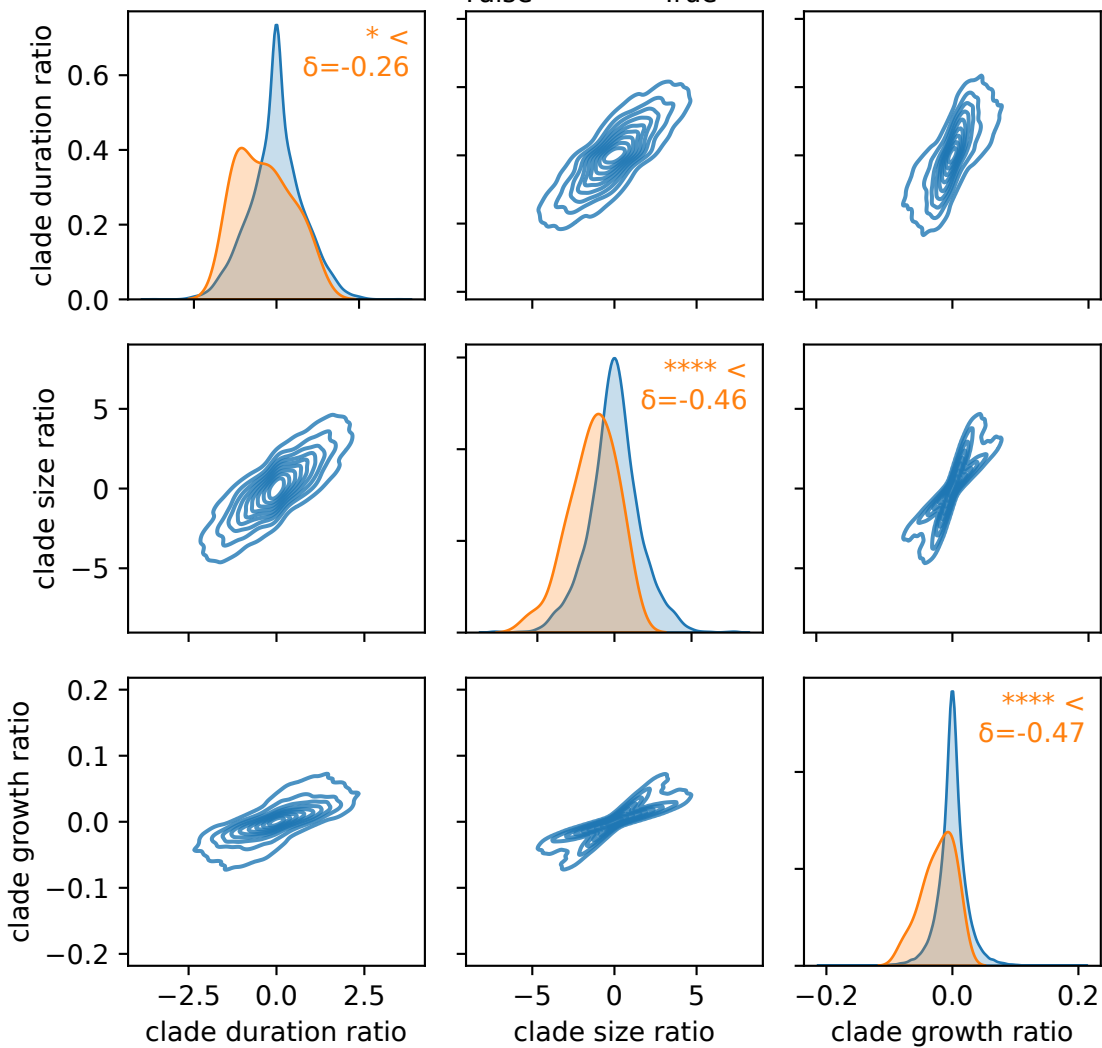 clade duration ratio
0.6
0.4
0.2
0.0
* <
δ=-0.26
clade size ratio
5
0
−5
**** <
δ=-0.46
clade growth ratio
0.2
0.1
0.0
−0.1
−0.2
**** <
δ=-0.47
−2.5 0.0 2.5
−5 0 5
−0.2 0.0 0.2
clade duration ratio
clade size ratio
clade growth ratio